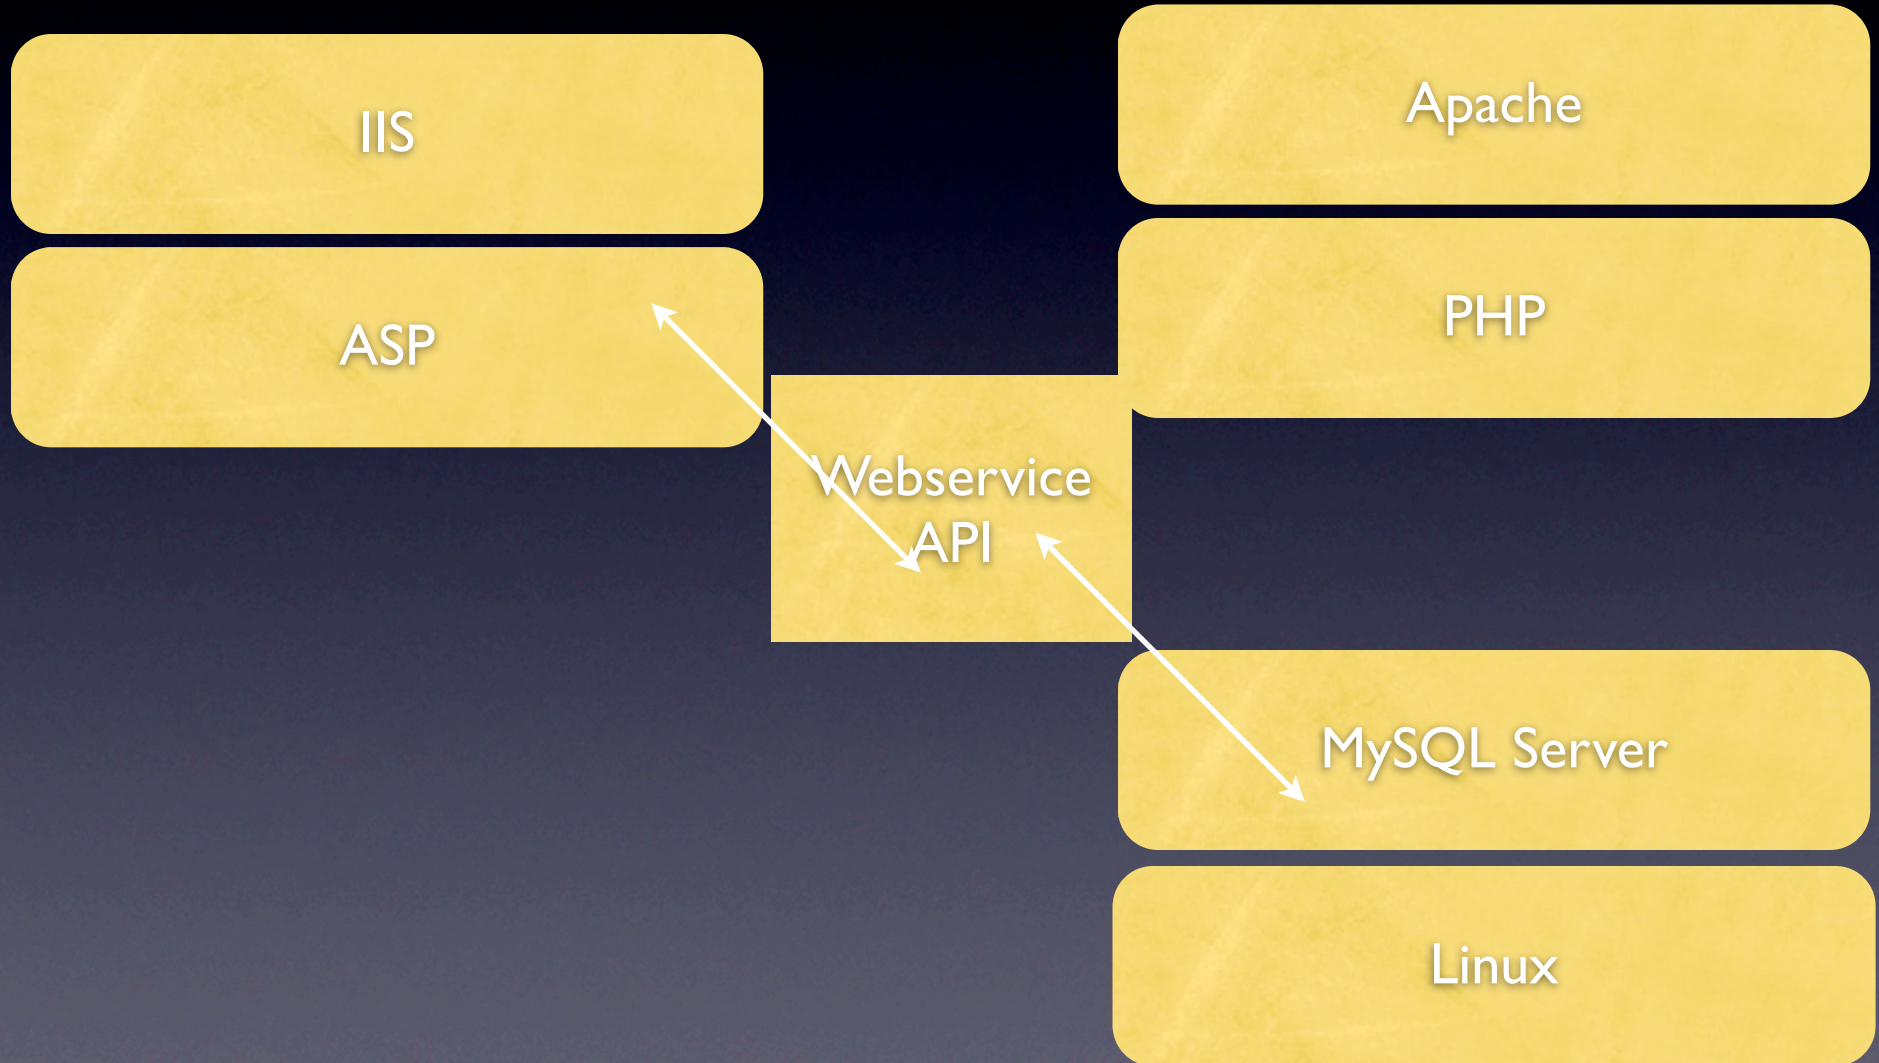 IIS
ASP
Webservice
API
Apache
PHP
MySQL Server
Linux